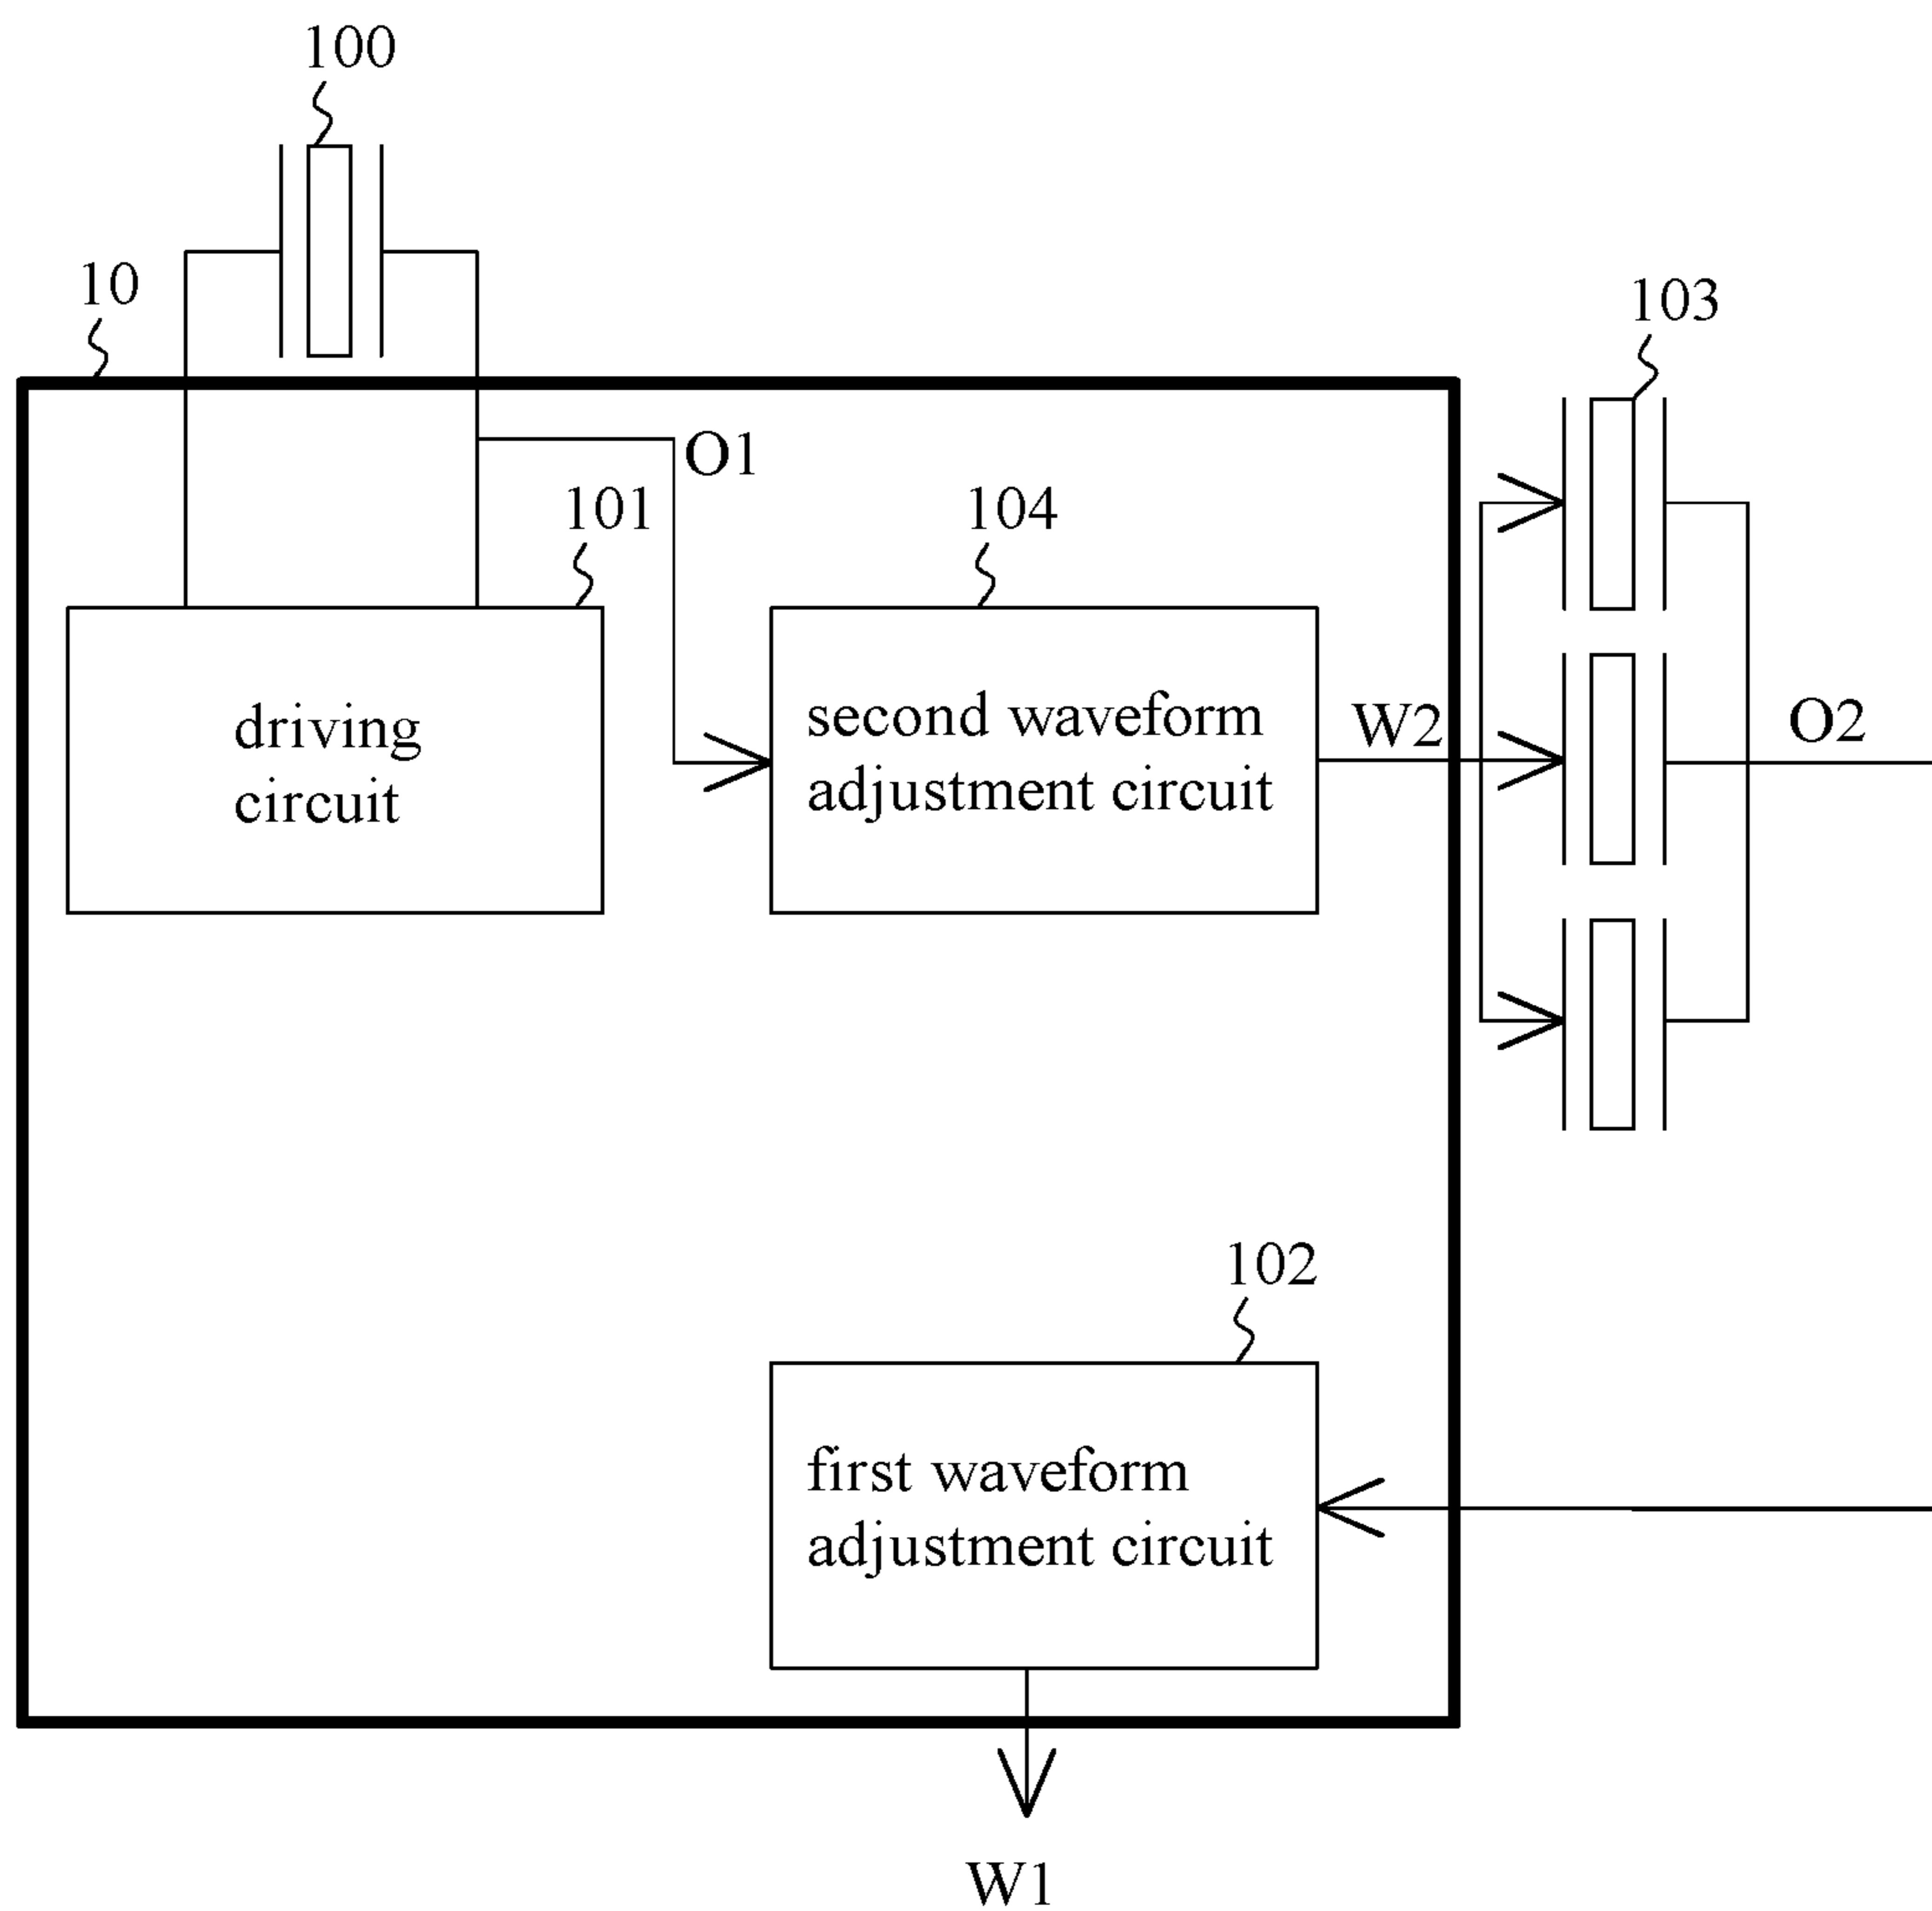 100
10
103
O1
101
104
driving
circuit
second waveform
adjustment circuit
W2
O2
102
first waveform
adjustment circuit
W1